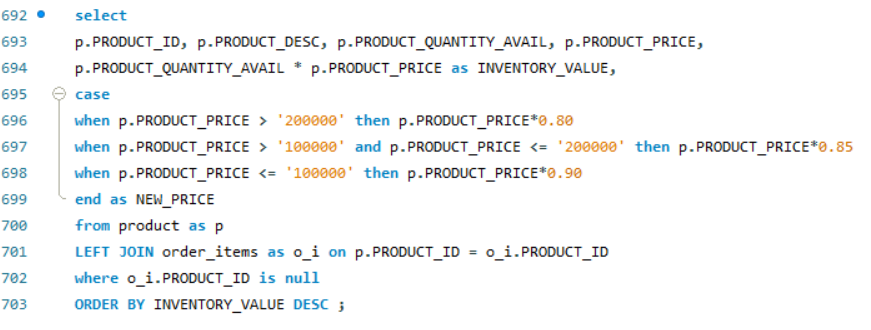 692 select
693 p.PRODUCT_ID, p.PRODUCT_DESC, p.PRODUCT_QUANTITY_AVAIL, p.PRODUCT_PRICE,
694 p.PRODUCT_QUANTITY_AVAIL * p.PRODUCT_PRICE as INVENTORY_VALUE,
695 case
696 when p.PRODUCT_PRICE > '200000' then p.PRODUCT_PRICE*0.80
697 when p.PRODUCT_PRICE > '100000' and p.PRODUCT_PRICE <= '200000' then p.PRODUCT_PRICE*0.85
698 when p.PRODUCT_PRICE <= '100000' then p.PRODUCT_PRICE*0.90
699 end as NEW_PRICE
700 from product as p
701 LEFT JOIN order_items as o_i on p.PRODUCT_ID = o_i.PRODUCT_ID
702 where o_i.PRODUCT_ID is null
703 ORDER BY INVENTORY_VALUE DESC ;